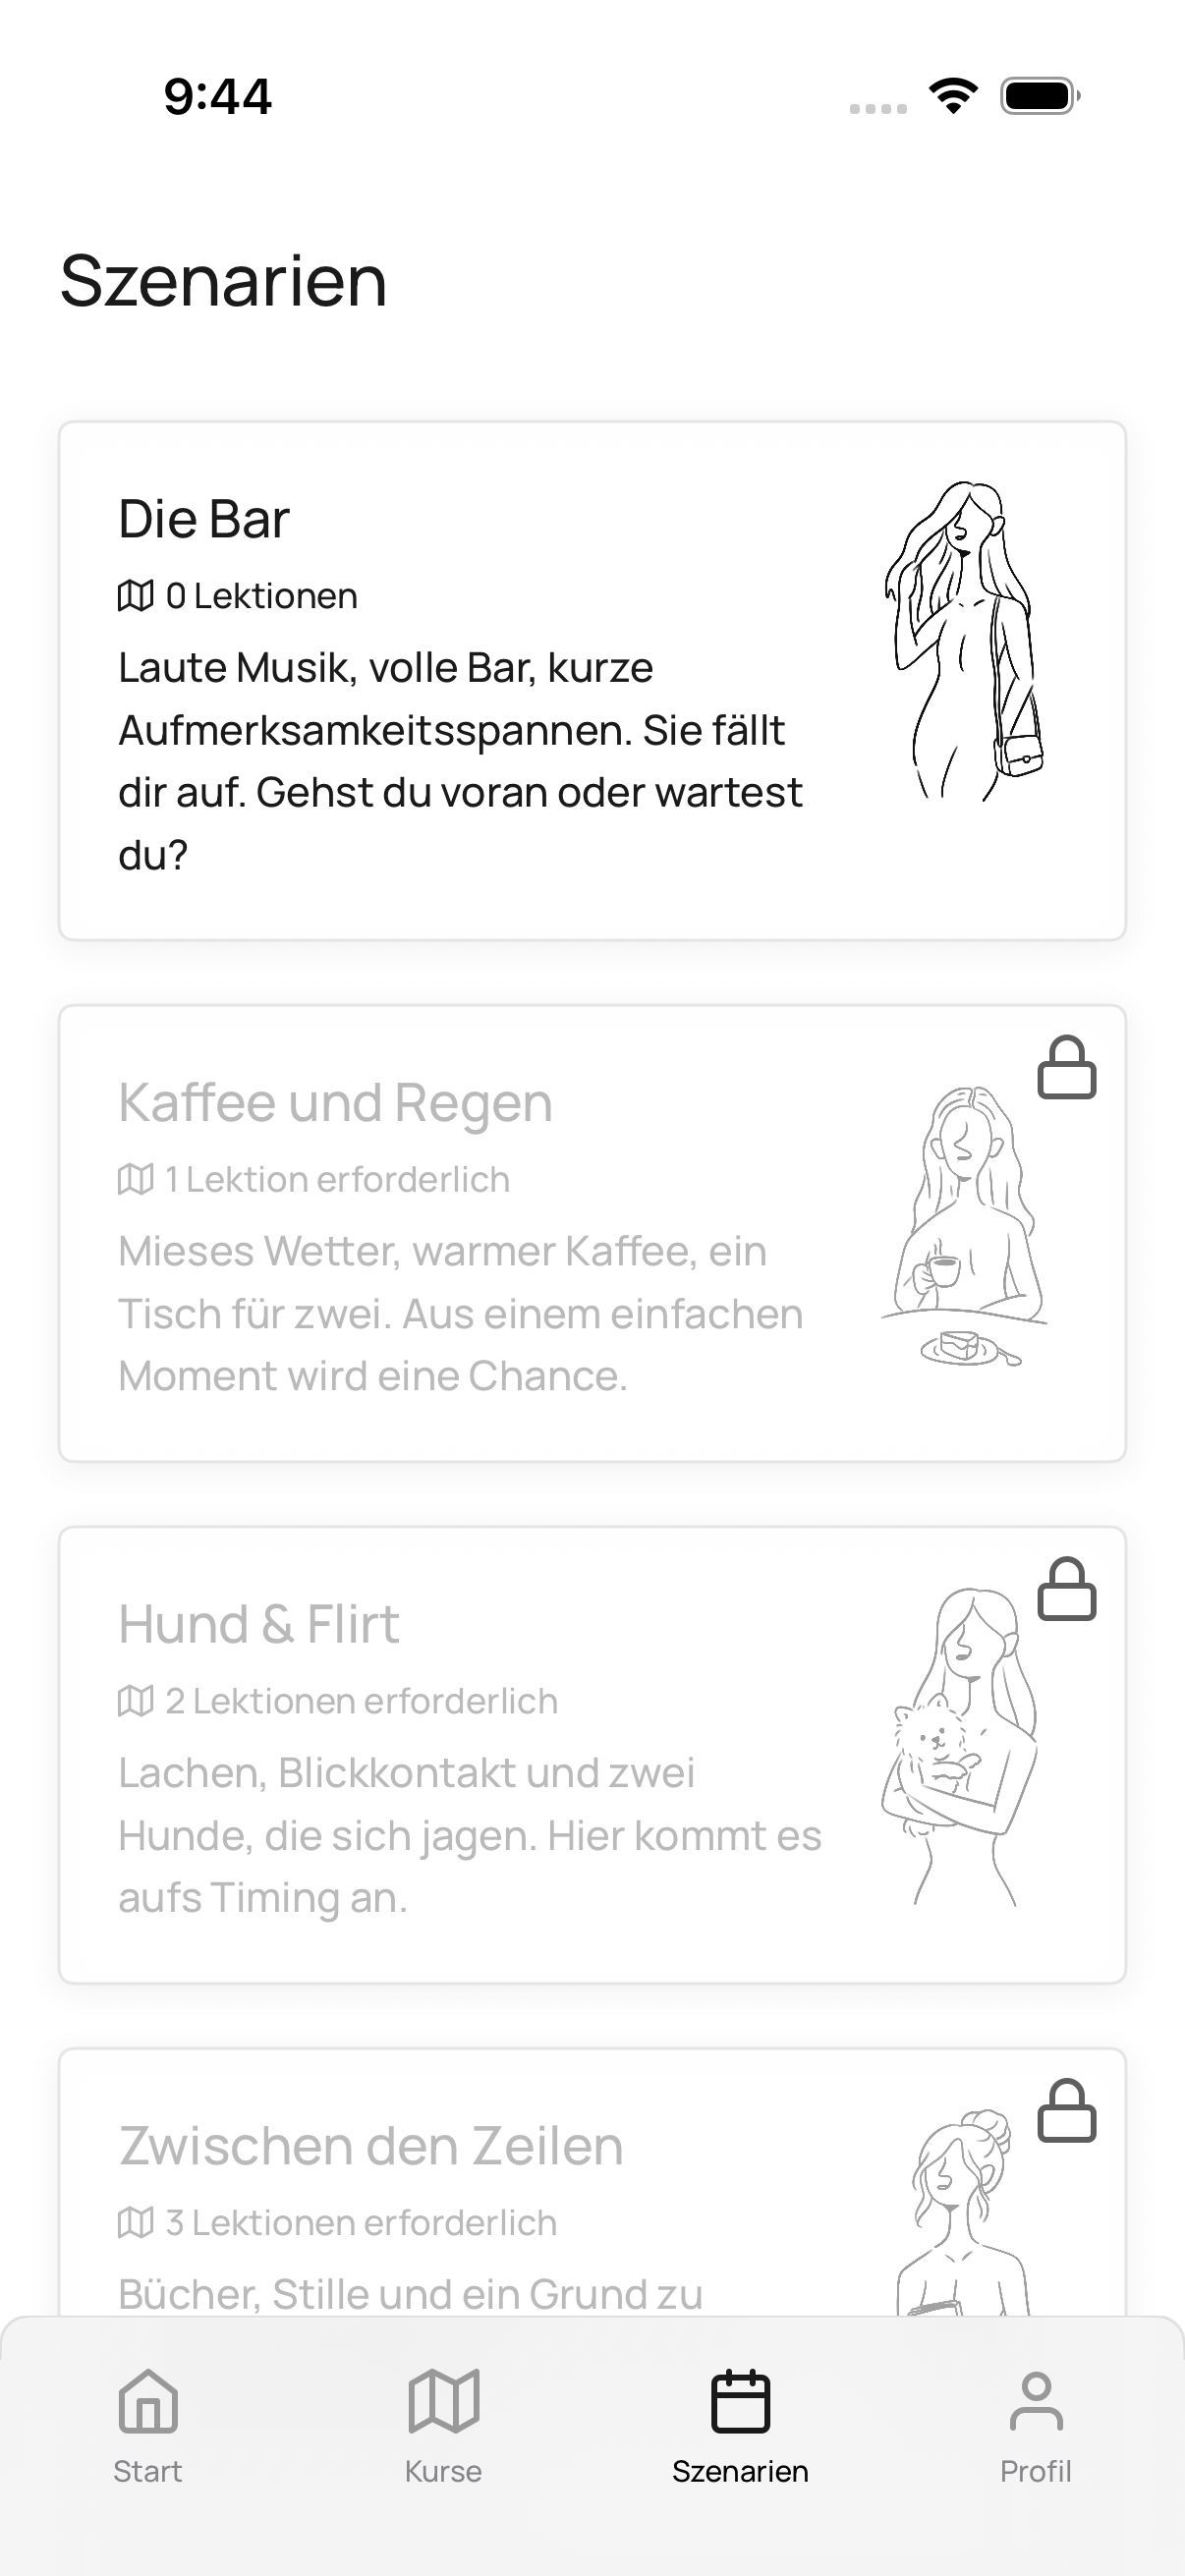 9:44
Szenarien
Die Bar
0 Lektionen
Laute Musik, volle Bar, kurze
Aufmerksamkeitsspannen. Sie fällt
dir auf. Gehst du voran oder wartest
du?
Kaffee und Regen
1 Lektion erforderlich
Mieses Wetter, warmer Kaffee, ein
Tisch für zwei. Aus einem einfachen
Moment wird eine Chance.
Hund & Flirt
2 Lektionen erforderlich
Lachen, Blickkontakt und zwei
Hunde, die sich jagen. Hier kommt es
aufs Timing an.
Zwischen den Zeilen
3 Lektionen erforderlich
Bücher, Stille und ein Grund zu
Start
Kurse
Szenarien
Profil